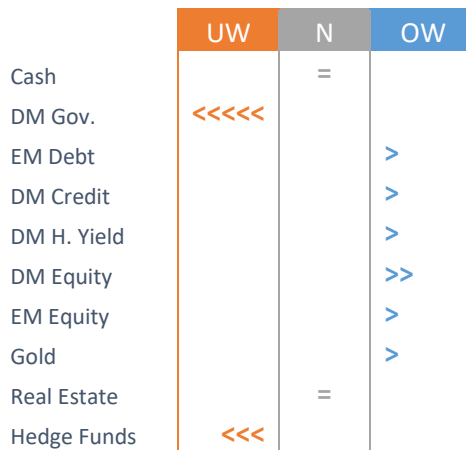 UW N OW
Cash =
DM Gov. <<<<<
EM Debt >
DM Credit >
DM H. Yield >
DM Equity >>
EM Equity >
Gold >
Real Estate =
Hedge Funds <<<